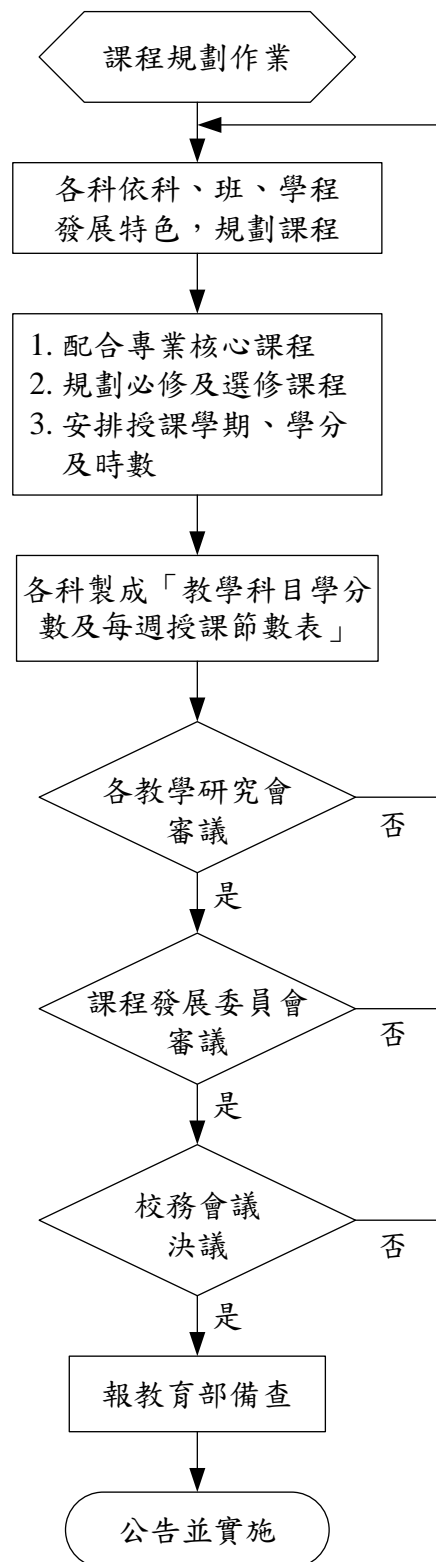 課程規劃作業
各科依科、班、學程
發展特色，規劃課程
1. 配合專業核心課程
2. 規劃必修及選修課程
3. 安排授課學期、學分
及時數
各科製成「教學科目學分
數及每週授課節數表」
各教學研究會
審議
否
是
課程發展委員會
審議
否
是
校務會議
決議
否
是
報教育部備查
公告並實施